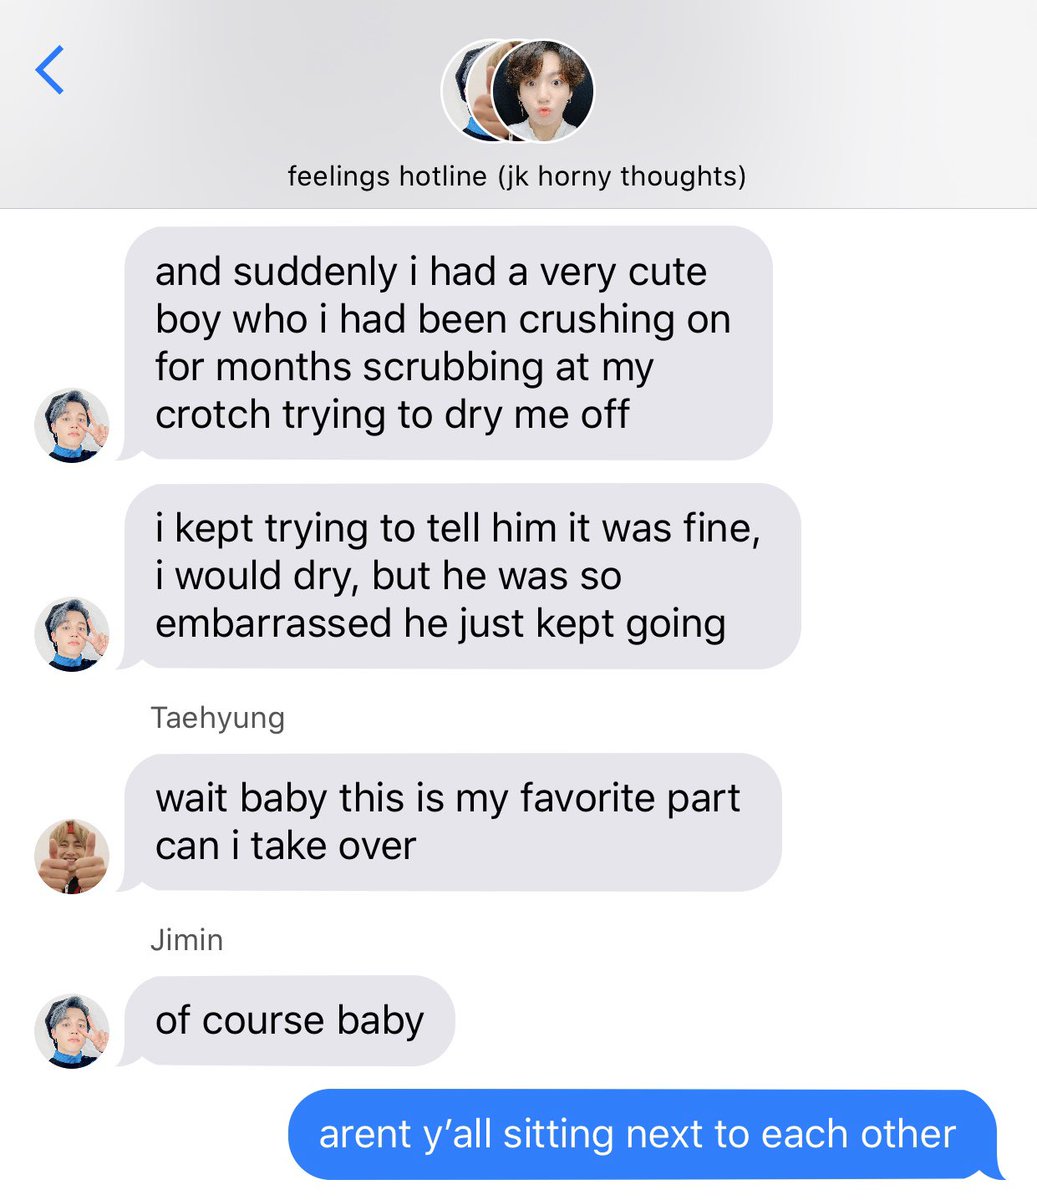 feelings hotline (jk horny thoughts)
and suddenly i had a very cute
boy who i had been crushing on
for months scrubbing at my
crotch trying to dry me off
i kept trying to tell him it was fine,
i would dry, but he was so
embarrassed he just kept going
Taehyung
wait baby this is my favorite part
can i take over
Jimin
of course baby
arent y’all sitting next to each other